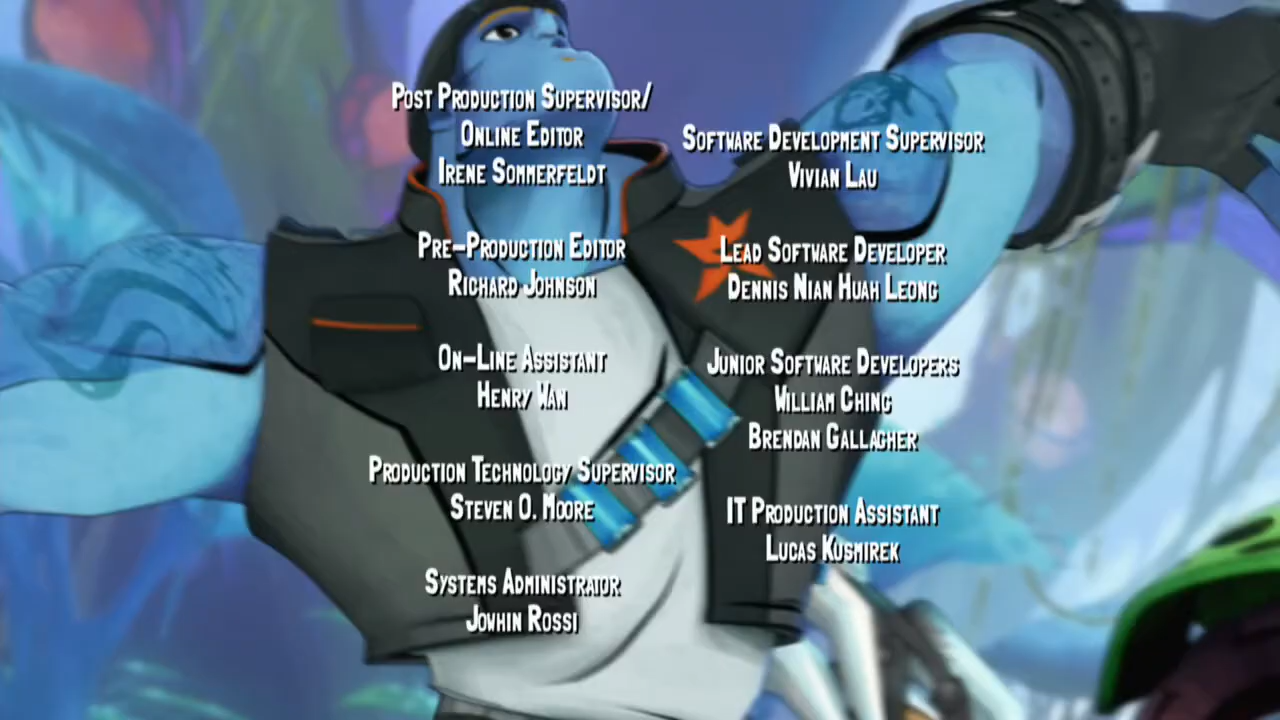 Post Production Supervisor/
Online Editor
Irene Sommerfeldt
Pre-Production Editor
Richard Johnson
On-Line Assistant
Henry Wan
Production Technology Supervisor
Steven O. Moore
Systems Administrator
Jowhin Rossi
Software Development Supervisor
Vivian Lau
Lead Software Developer
Dennis Nian Huah Leong
Junior Software Developers
William Ching
Brendan Gallagher
IT Production Assistant
Lucas Kusmirek